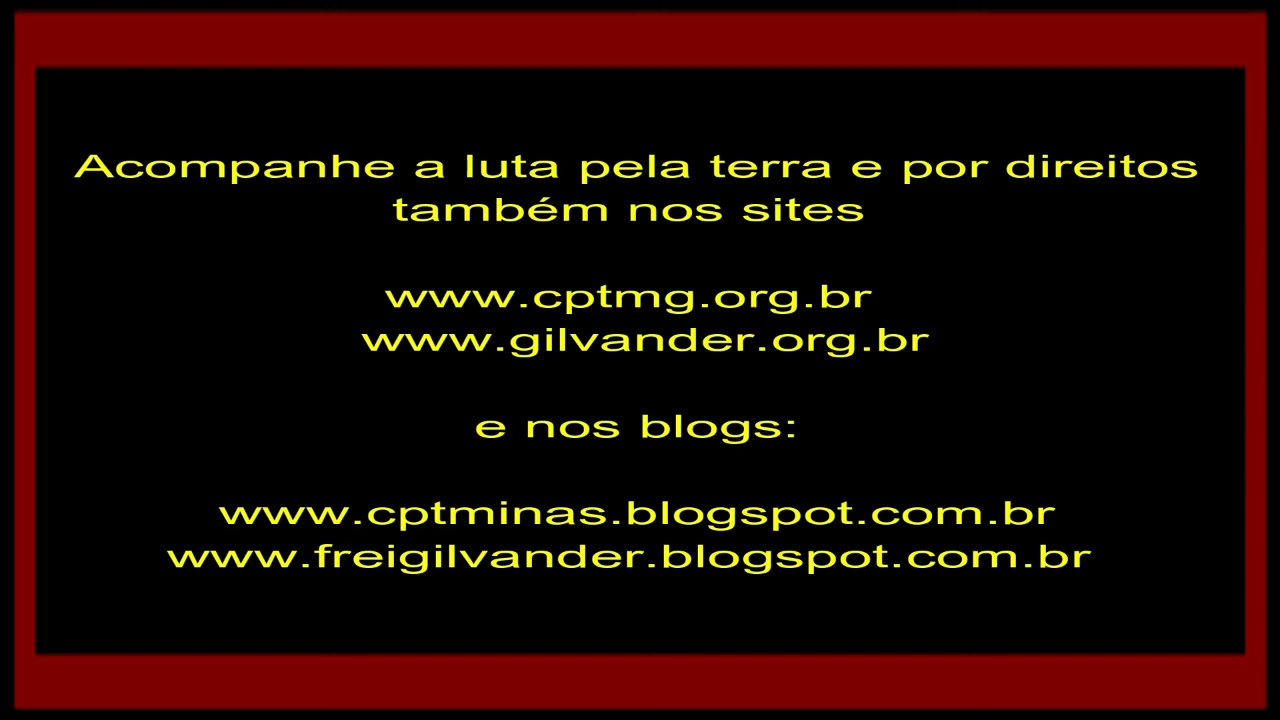 Acompanhe a luta pela terra e por direitos
também nos sites
www.cptmg.org.br
www.gilvander.org.br
e nos blogs:
www.cptminas.blogspot.com.br
www.freigilvander.blogspot.com.br